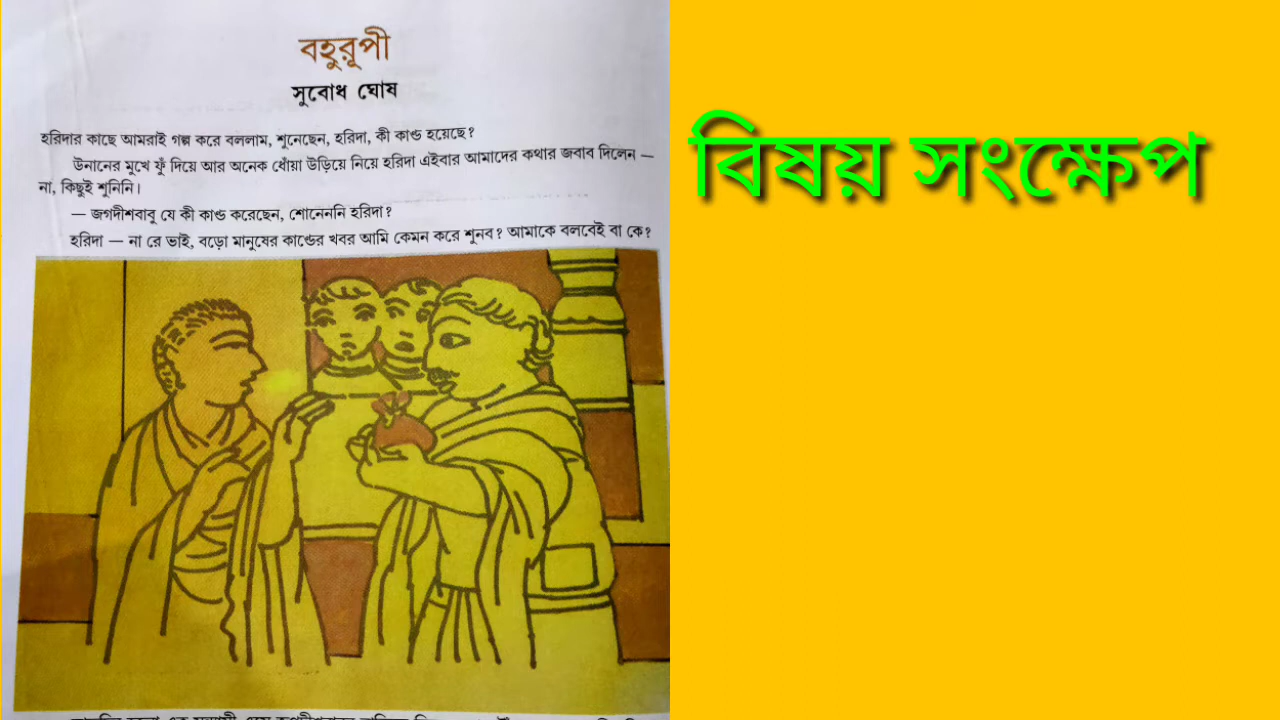 বহুরূপী
সুবোধ ঘোষ
হরিদার কাছে আমরাই গল্প করে বললাম, শুনেছেন, হরিদা, কী কাণ্ড হয়েছে?
উনানের মুখে ফুঁ দিয়ে আর অনেক ধোঁয়া উড়িয়ে নিয়ে হরিদা এইবার আমাদের কথার জবাব দিলেন —
না, কিছুই শুনিনি।
— জগদীশবাবু যে কী কাণ্ড করেছেন, শোনেননি হরিদা?
হরিদা — না রে ভাই, বড়ো মানুষের কাণ্ডের খবর আমি কেমন করে শুনব? আমাকে বলবেই বা কে?
বিষয় সংক্ষেপ